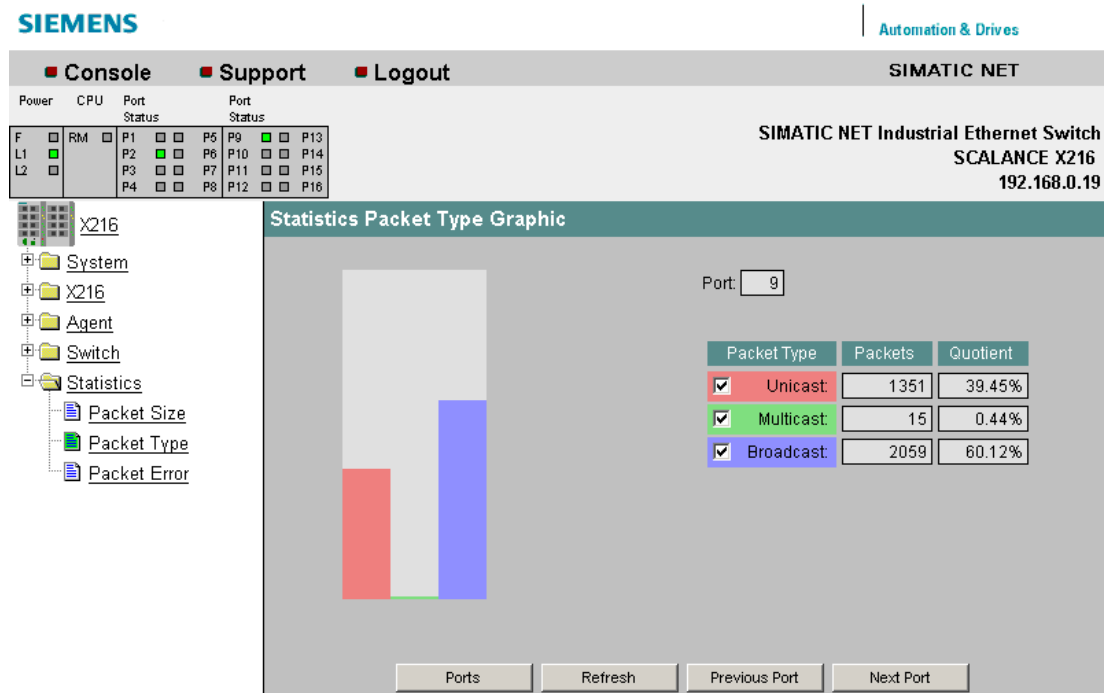 SIEMENS
Automation & Drives
Console Support Logout SIMATIC NET
Power CPU Port Status Port Status
F RM P1 P5 P9 P13
L1 P2 P6 P10 P14
L2 P3 P7 P11 P15
P4 P8 P12 P16
SIMATIC NET Industrial Ethernet Switch
SCALANCE X216
192.168.0.19
X216
System
X216
Agent
Switch
Statistics
Packet Size
Packet Type
Packet Error
Statistics Packet Type Graphic
Port: 9
Packet Type Packets Quotient
Unicast: 1351 39.45%
Multicast: 15 0.44%
Broadcast: 2059 60.12%
Ports Refresh Previous Port Next Port